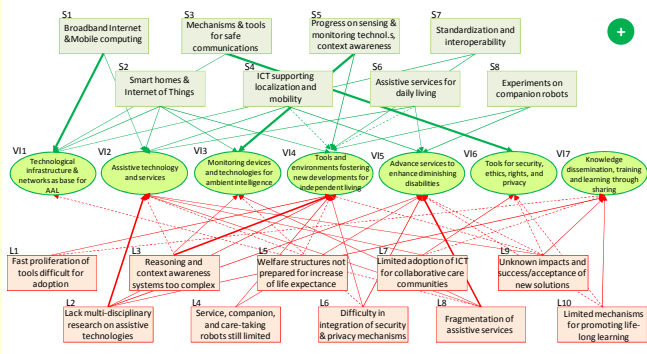 S1
Broadband Internet
&Mobile computing
S3
Mechanisms & tools
for safe
communications
S5
Progress on sensing &
monitoring technol.s,
context awareness
S7
Standardization and
interoperability
+
S2
Smart homes &
Internet of Things
S4
ICT supporting
localization and
mobility
S6
Assistive services for
daily living
S8
Experiments on
companion robots
VI1
Technological
infrastructure &
networks as base for
AAL
VI2
Assistive technology
and services
VI3
Monitoring devices
and technologies for
ambient intelligence
VI4
Tools and
environments fostering
new developments for
independent living
VI5
Advance services to
enhance diminishing
disabilities
VI6
Tools for security,
ethics, rights, and
privacy
VI7
Knowledge
dissemination, training
and learning through
sharing
L1
Fast proliferation of
tools difficult for
adoption
L3
Reasoning and
context awareness
systems too complex
L5
Welfare structures not
prepared for increase
of life expectance
L7
Limited adoption of ICT
for collaborative care
communities
L9
Unknown impacts and
success/acceptance of
new solutions
L2
Lack multi-disciplinary
research on assistive
technologies
L4
Service, companion,
and care-taking
robots still limited
L6
Difficulty in
integration of security
& privacy mechanisms
L8
Fragmentation of
assistive services
L10
Limited mechanisms
for promoting life-
long learning